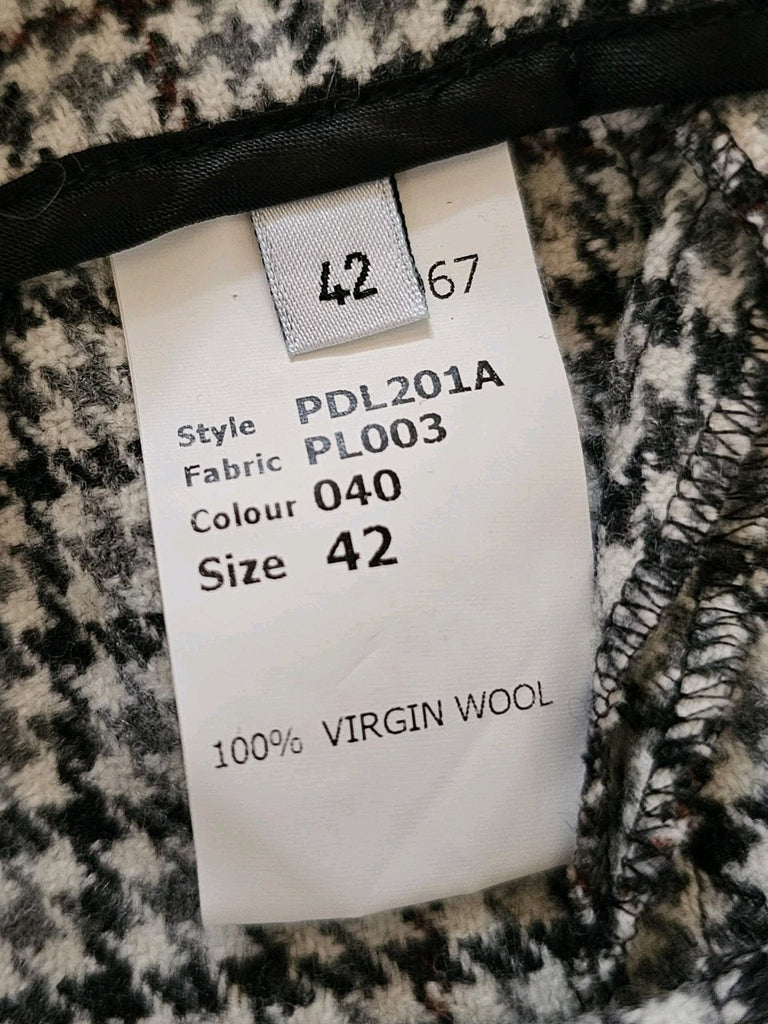 42
67
Style PDL201A
Fabric PL003
Colour 040
Size 42
100% VIRGIN WOOL